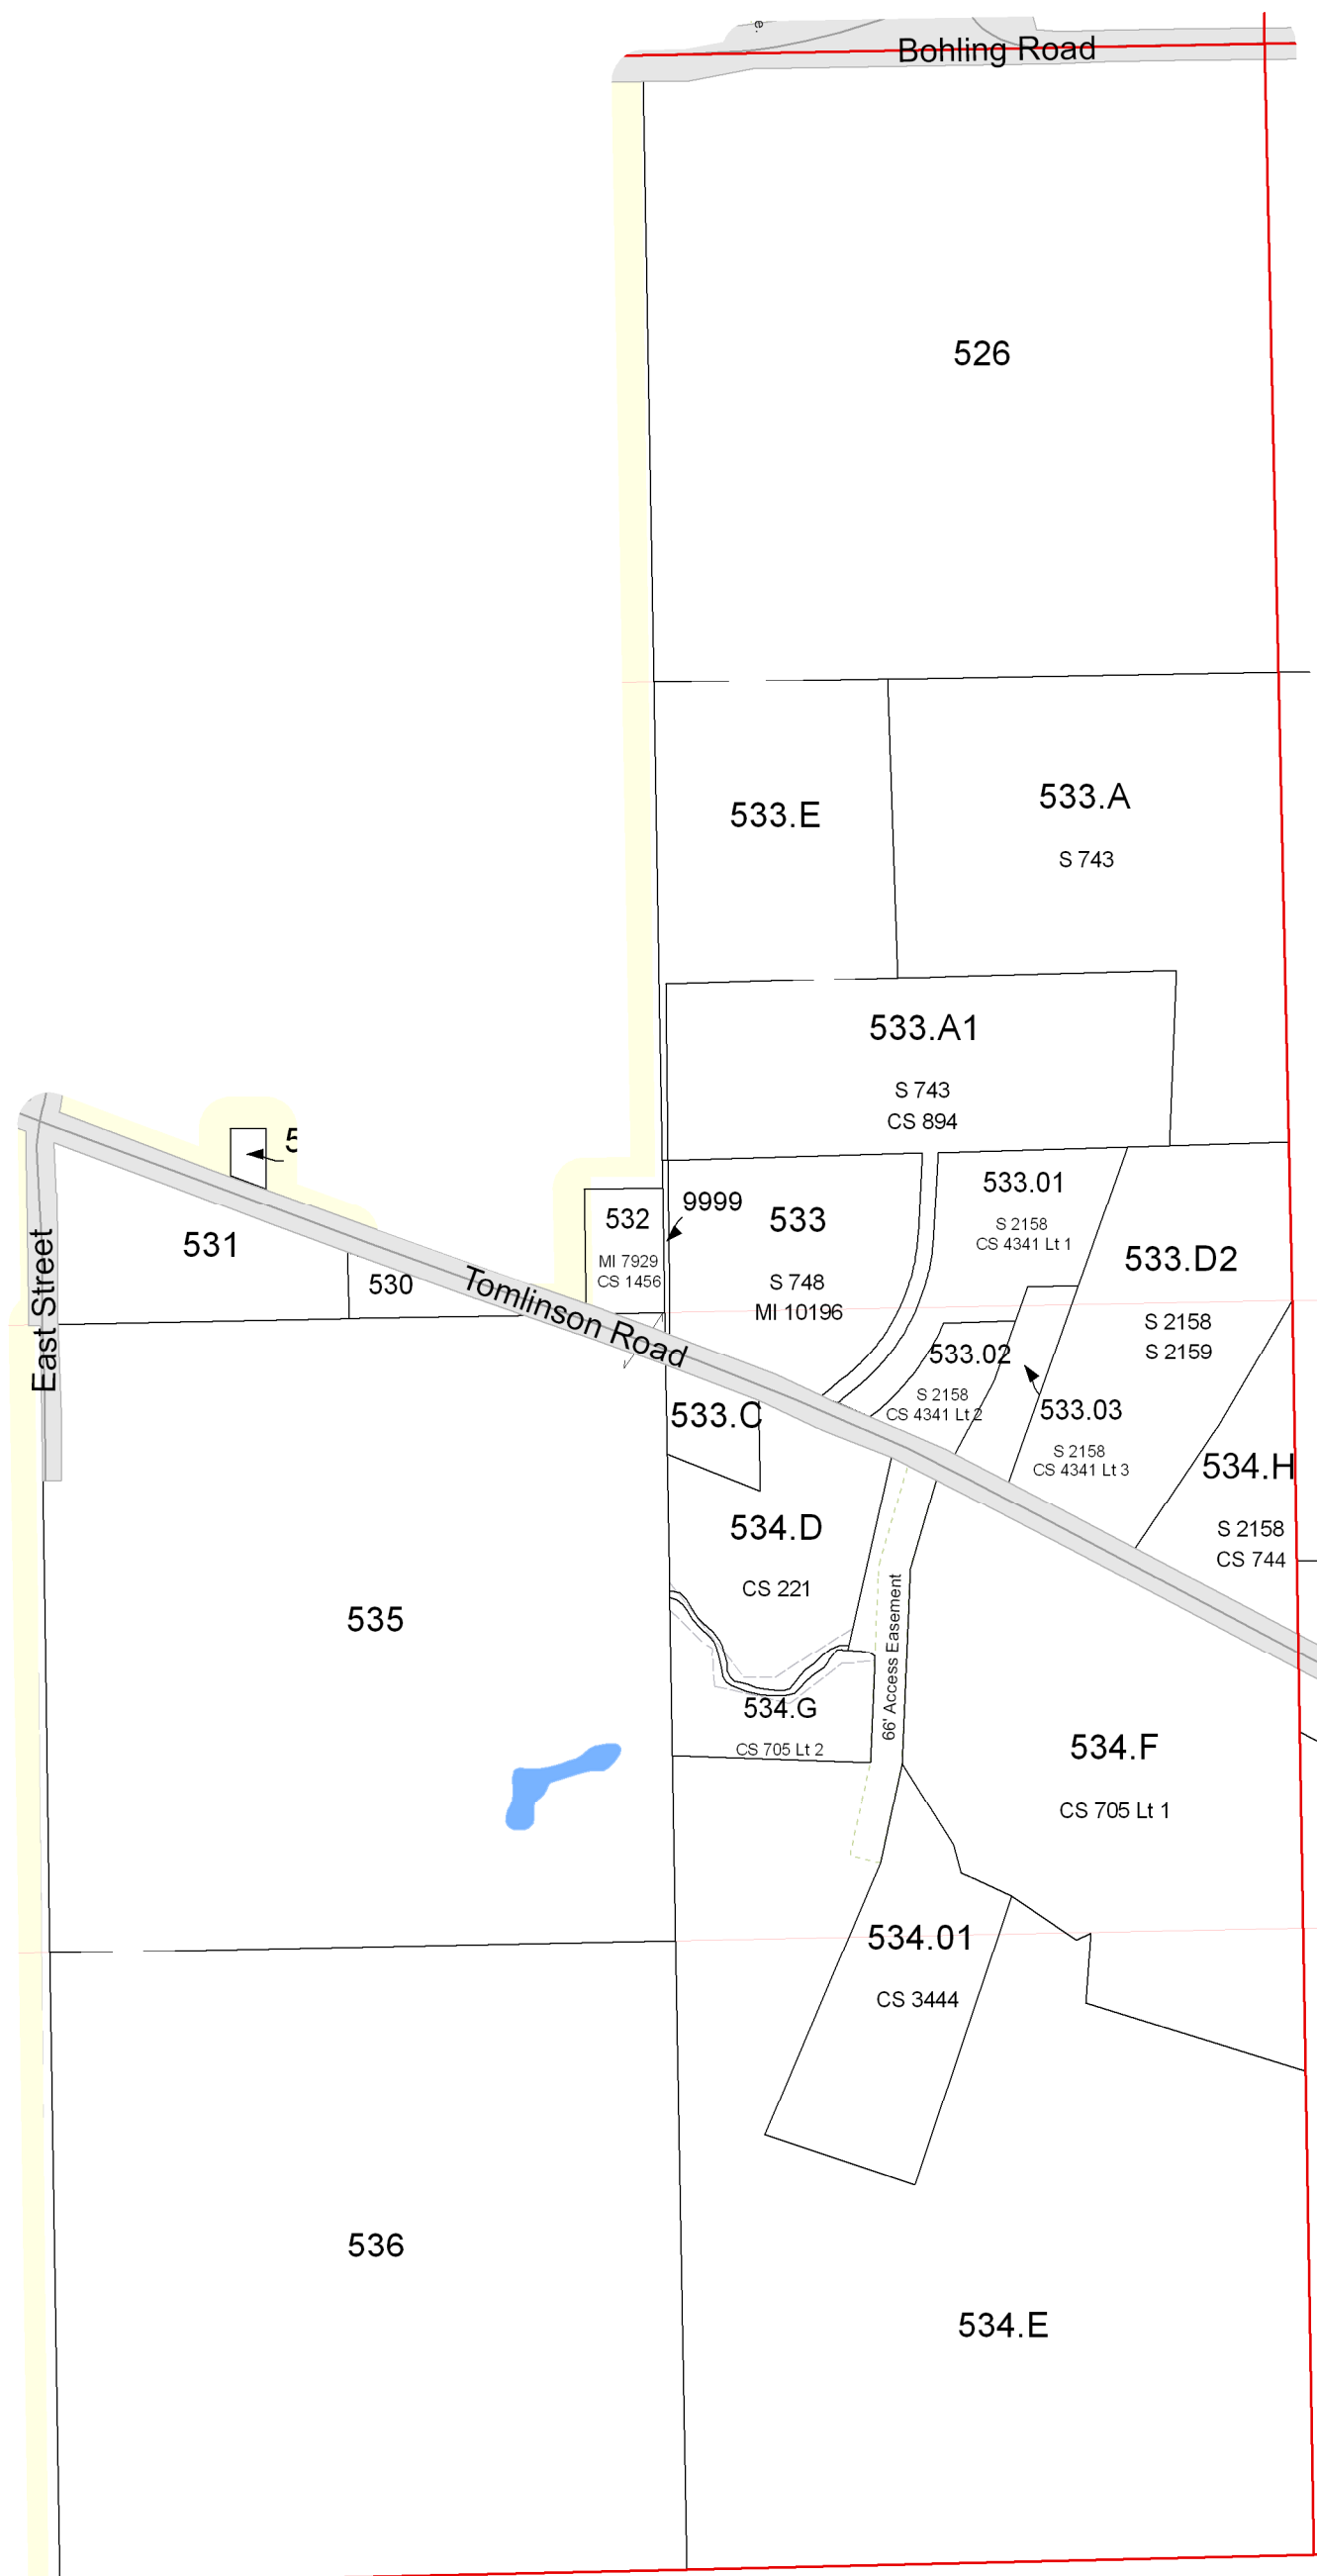 Bohling Road
526
533.E
533.A
S 743
533.A1
S 743
CS 894
531
530
East Street
Tomlinson Road
532
MI 7929
CS 1456
9999
533
S 748
MI 10196
533.01
S 2158
CS 4341 Lt 1
533.D2
S 2158
S 2159
533.02
S 2158
CS 4341 Lt 2
533.03
S 2158
CS 4341 Lt 3
533.C
534.H
S 2158
CS 744
534.D
CS 221
535
66' Access Easement
534.G
CS 705 Lt 2
534.F
CS 705 Lt 1
534.01
CS 3444
536
534.E